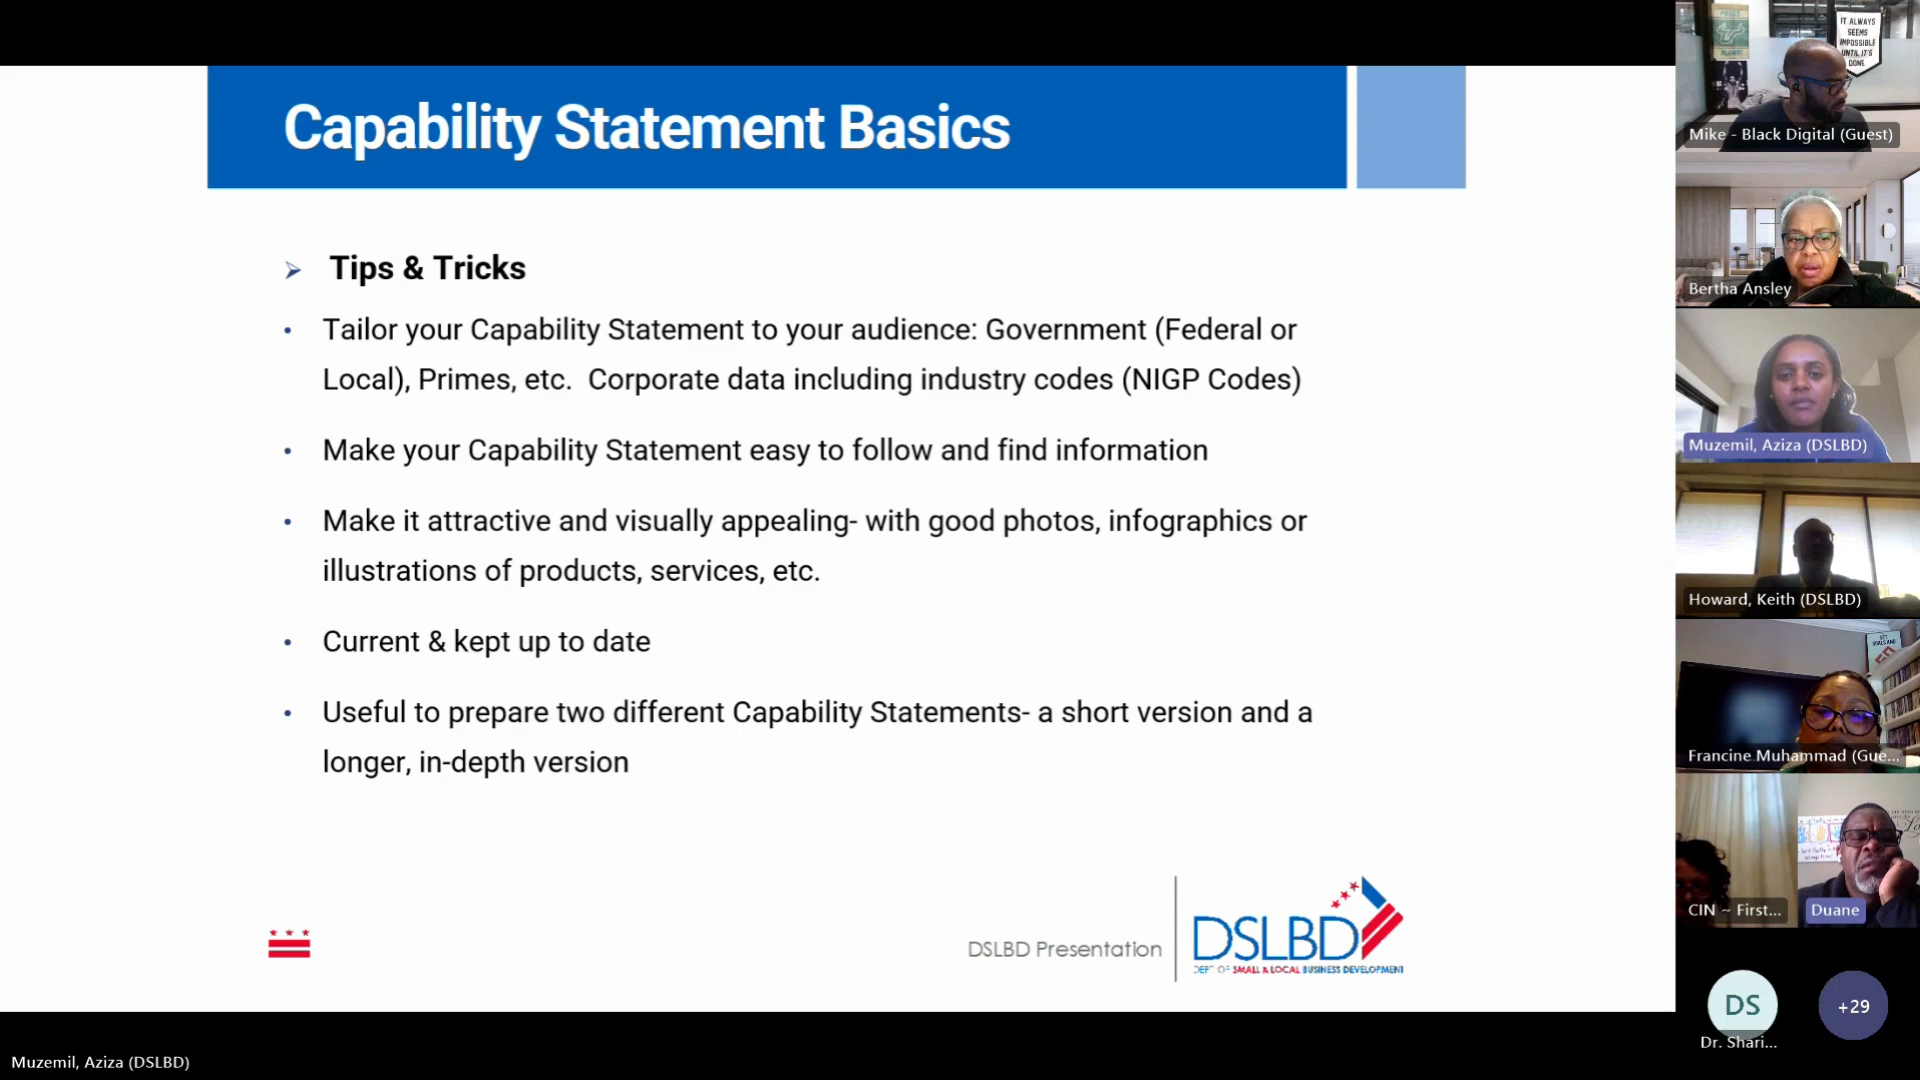 Capability Statement Basics
Tips & Tricks
Tailor your Capability Statement to your audience: Government (Federal or
Local), Primes, etc.  Corporate data including industry codes (NIGP Codes)
Make your Capability Statement easy to follow and find information
Make it attractive and visually appealing- with good photos, infographics or
illustrations of products, services, etc.
Current & kept up to date
Useful to prepare two different Capability Statements- a short version and a
longer, in-depth version
DSLBD Presentation
DSLBD
DEPT OF SMALL & LOCAL BUSINESS DEVELOPMENT
Muzemil, Aziza (DSLBD)
IT ALWAYS
SEEMS
IMPOSSIBLE
UNTIL IT'S
DONE
Mike - Black Digital (Guest)
Bertha Ansley
Muzemil, Aziza (DSLBD)
Howard, Keith (DSLBD)
Francine Muhammad (Gue...
CIN ~ First...
Duane
DS
+29
Dr. Shari...